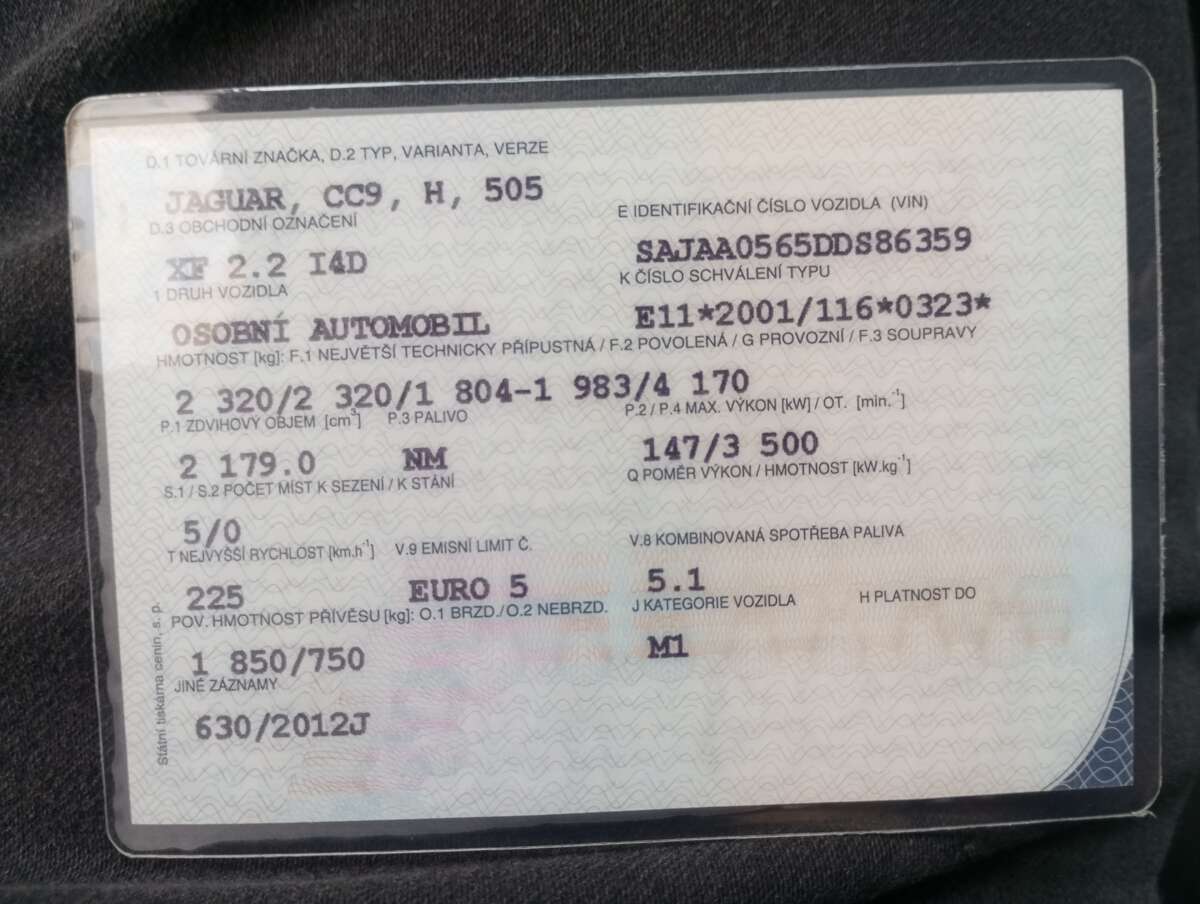 D.1 TOVÁRNÍ ZNAČKA, D.2 TYP, VARIANTA, VERZE
JAGUAR, CC9, H, 505
D.3 OBCHODNÍ OZNAČENÍ
E IDENTIFIKAČNÍ ČÍSLO VOZIDLA (VIN)
XF 2.2 I4D
SAJAA0565DDS86359
1 DRUH VOZIDLA
K ČÍSLO SCHVÁLENÍ TYPU
OSOBNÍ AUTOMOBIL
E11*2001/116*0323*
HMOTNOST [kg]: F.1 NEJVĚTŠÍ TECHNICKY PŘÍPUSTNÁ / F.2 POVOLENÁ / G PROVOZNÍ / F.3 SOUPRAVY
2 320/2 320/1 804-1 983/4 170
P.1 ZDVIHOVÝ OBJEM [cm³] P.3 PALIVO P.2 / P.4 MAX. VÝKON [kW] / OT. [min.⁻¹]
2 179.0 NM 147/3 500
S.1 / S.2 POČET MÍST K SEZENÍ / K STÁNÍ Q POMĚR VÝKON / HMOTNOST [kW.kg⁻¹]
5/0
T NEJVYŠŠÍ RYCHLOST [km.h⁻¹] V.9 EMISNÍ LIMIT Č. V.8 KOMBINOVANÁ SPOTŘEBA PALIVA
225 EURO 5 5.1
POV. HMOTNOST PŘÍVĚSU [kg]: O.1 BRZD./O.2 NEBRZD. J KATEGORIE VOZIDLA H PLATNOST DO
1 850/750 M1
JINÉ ZÁZNAMY
630/2012J
Státní tiskárna cenin, s. p.